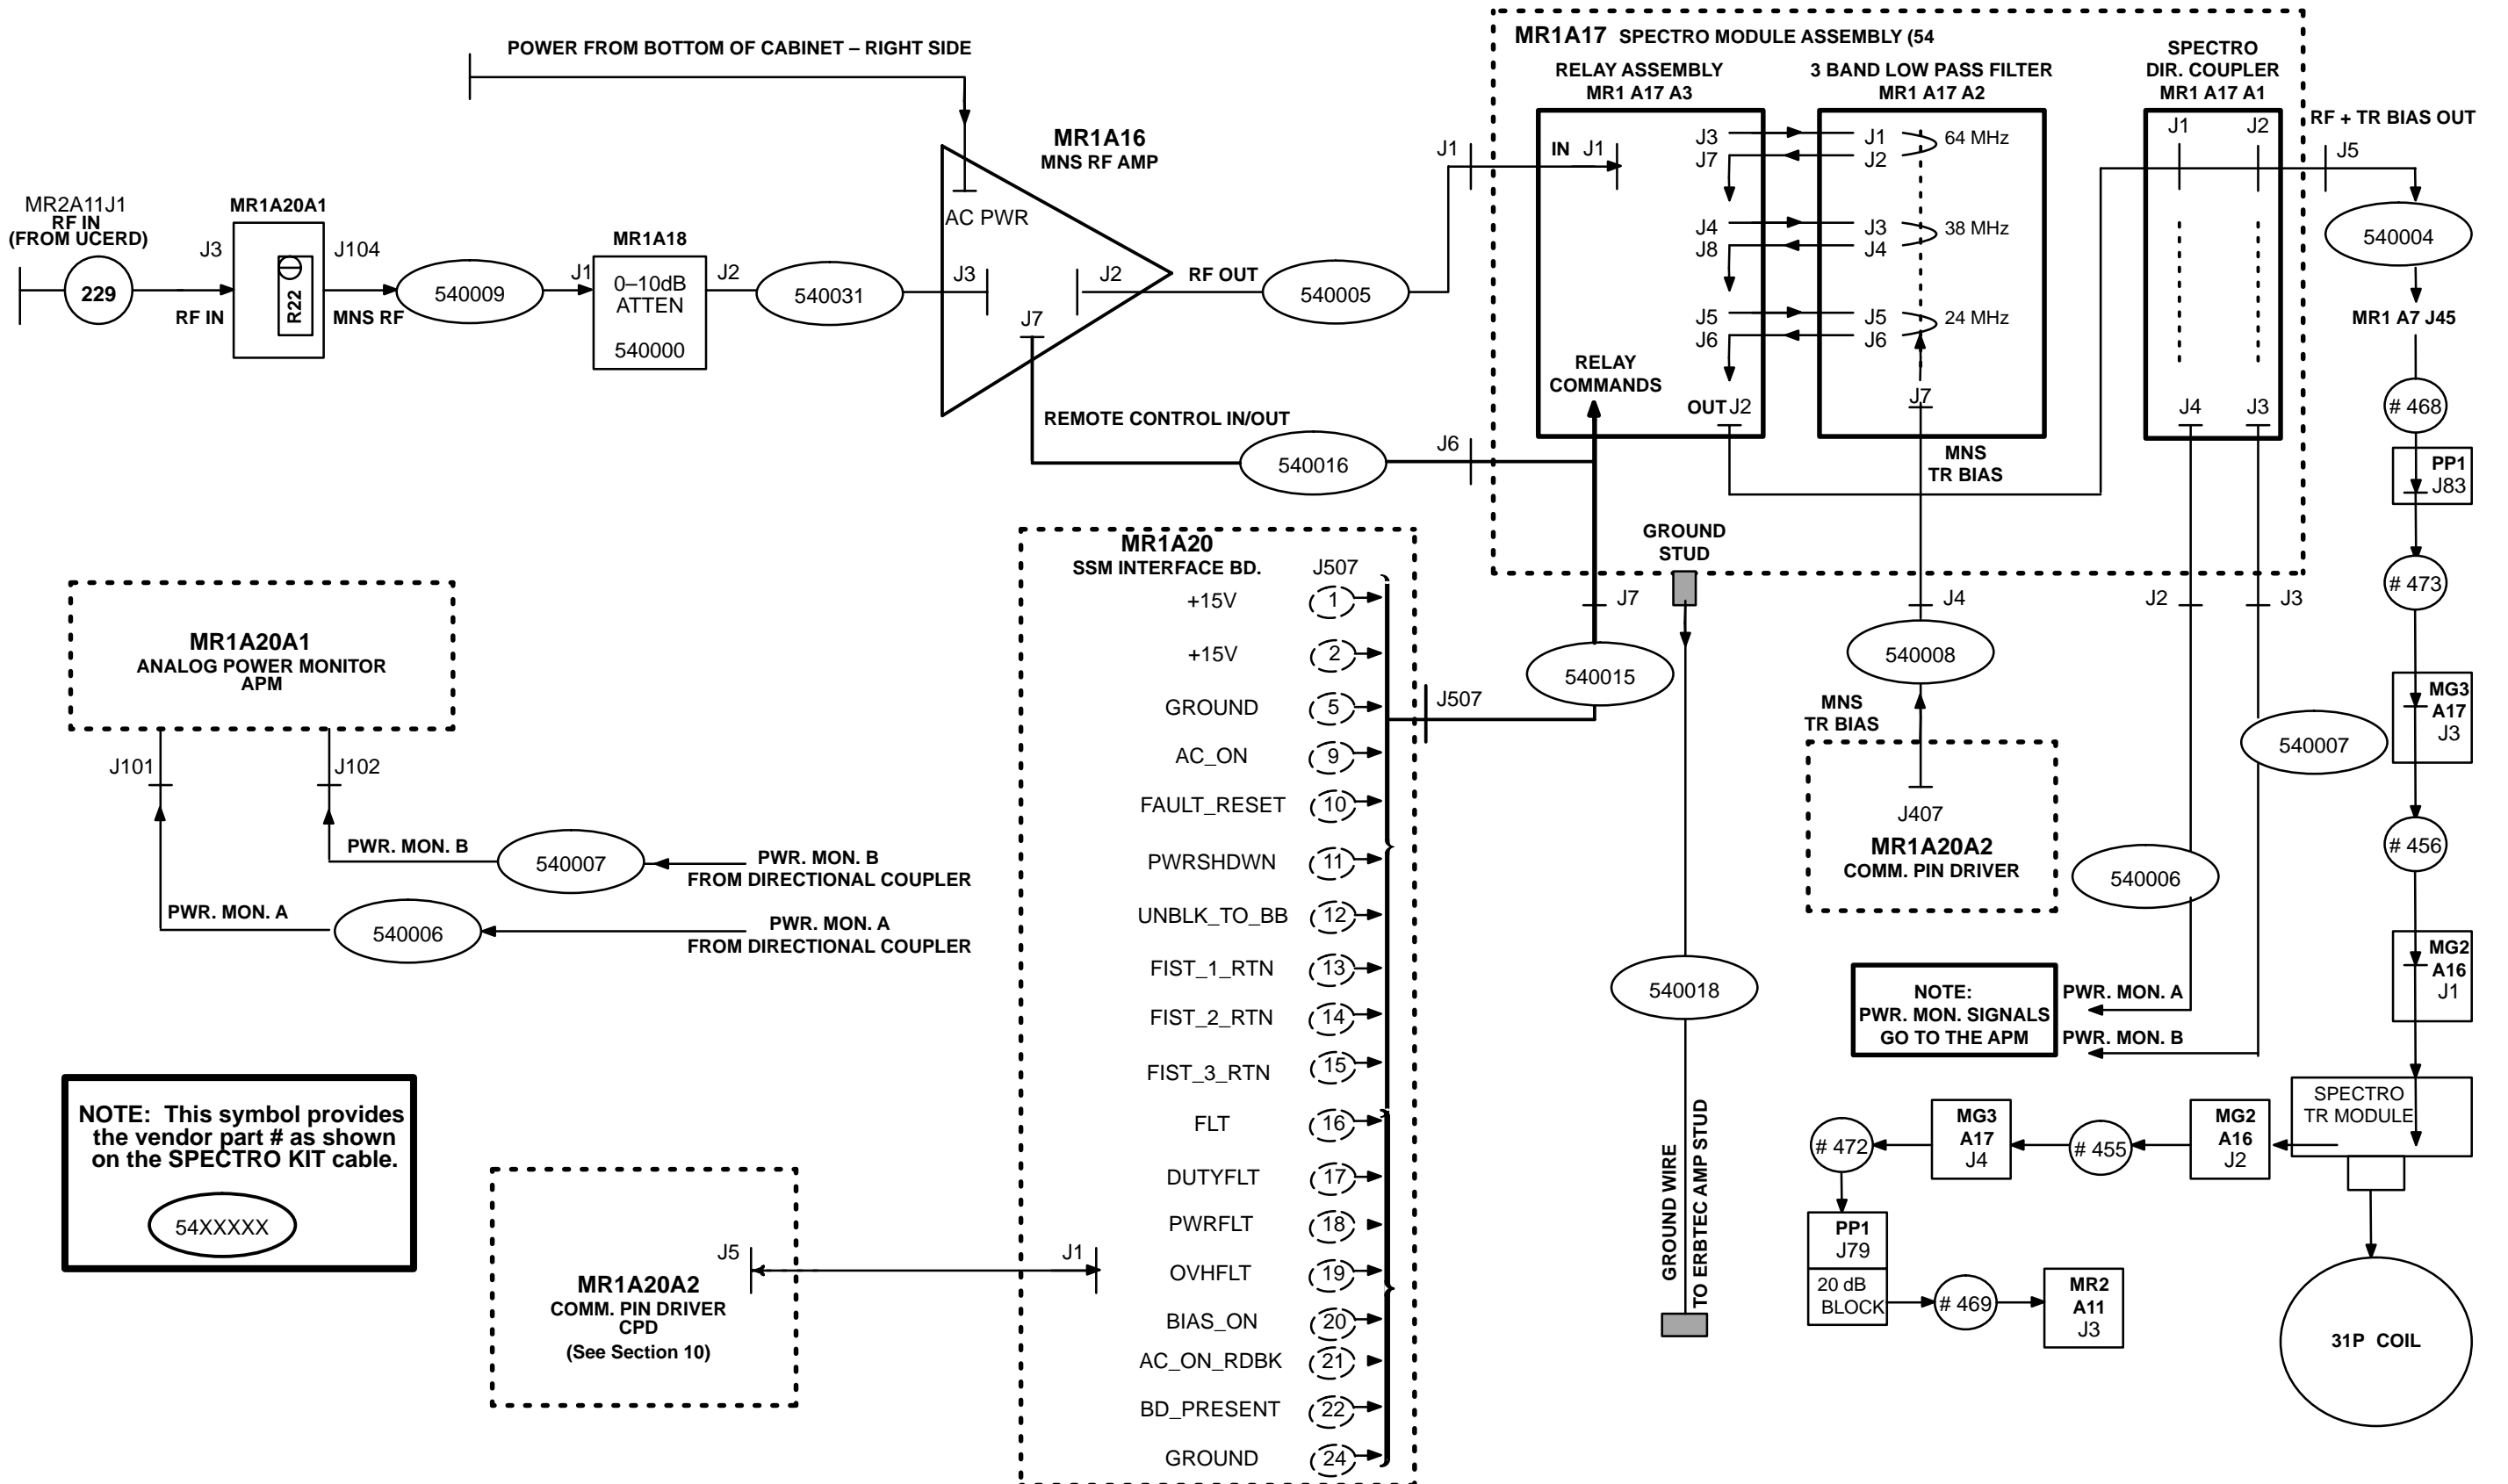 POWER FROM BOTTOM OF CABINET – RIGHT SIDE
MR2A11J1
RF IN
(FROM UCERD)
229
RF IN
J3
MR1A20A1
R22
J104
MNS RF
540009
J1
MR1A18
0–10dB
ATTEN
540000
J2
540031
MR1A16
MNS RF AMP
AC PWR
J3
J2
J7
RF OUT
540005
J1
REMOTE CONTROL IN/OUT
540016
J6
MR1A17 SPECTRO MODULE ASSEMBLY (54
RELAY ASSEMBLY
MR1 A17 A3
IN J1
J3
J7
J4
J8
J5
J6
RELAY
COMMANDS
OUT J2
3 BAND LOW PASS FILTER
MR1 A17 A2
J1
J2
64 MHz
J3
J4
38 MHz
J5
J6
24 MHz
J7
MNS
TR BIAS
SPECTRO
DIR. COUPLER
MR1 A17 A1
J1
J2
J4
J3
RF + TR BIAS OUT
J5
540004
MR1 A7 J45
# 468
PP1
J83
# 473
MG3
A17
J3
# 456
MG2
A16
J1
SPECTRO
TR MODULE
31P COIL
MG2
A16
J2
# 455
MG3
A17
J4
# 472
PP1
J79
20 dB
BLOCK
# 469
MR2
A11
J3
GROUND
STUD
J7
J4
J2
J3
540015
540008
540007
540006
540018
GROUND WIRE
TO ERBTEC AMP STUD
MNS
TR BIAS
J407
MR1A20A2
COMM. PIN DRIVER
NOTE:
PWR. MON. SIGNALS
GO TO THE APM
PWR. MON. A
PWR. MON. B
MR1A20
SSM INTERFACE BD.
J507
+15V 1
+15V 2
GROUND 5
AC_ON 9
FAULT_RESET 10
PWRSHDWN 11
UNBLK_TO_BB 12
FIST_1_RTN 13
FIST_2_RTN 14
FIST_3_RTN 15
FLT 16
DUTYFLT 17
PWRFLT 18
OVHFLT 19
BIAS_ON 20
AC_ON_RDBK 21
BD_PRESENT 22
GROUND 24
J507
J1
MR1A20A1
ANALOG POWER MONITOR
APM
J101
J102
PWR. MON. B
540007
PWR. MON. B
FROM DIRECTIONAL COUPLER
PWR. MON. A
540006
PWR. MON. A
FROM DIRECTIONAL COUPLER
NOTE: This symbol provides
the vendor part # as shown
on the SPECTRO KIT cable.
54XXXXX
J5
MR1A20A2
COMM. PIN DRIVER
CPD
(See Section 10)